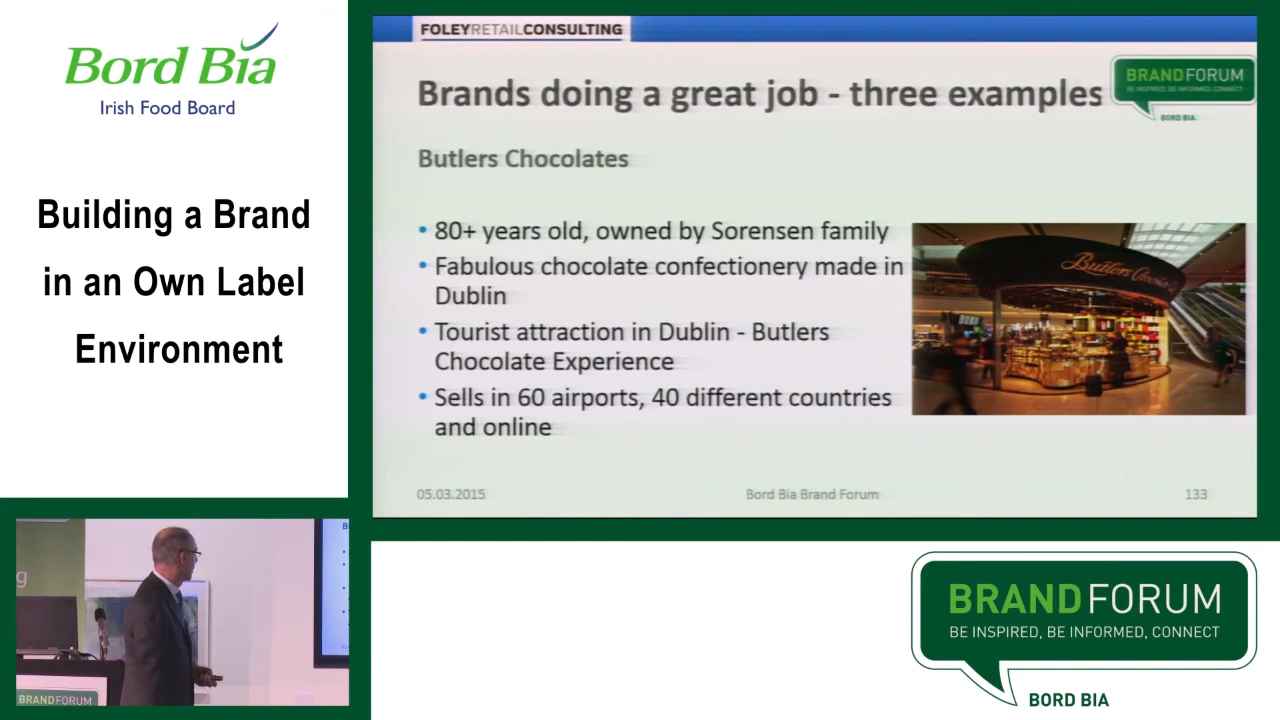 Bord Bia
Irish Food Board
Building a Brand
in an Own Label
Environment
FOLEYRETAILCONSULTING
Brands doing a great job - three examples
BRANDFORUM
BE INSPIRED, BE INFORMED, CONNECT
BORD BIA
Butlers Chocolates
• 80+ years old, owned by Sorensen family
• Fabulous chocolate confectionery made in
Dublin
• Tourist attraction in Dublin - Butlers
Chocolate Experience
• Sells in 60 airports, 40 different countries
and online
Butlers Chocolates
05.03.2015
Bord Bia Brand Forum
133
g
B
BRANDFORUM
BRANDFORUM
BE INSPIRED, BE INFORMED, CONNECT
BORD BIA